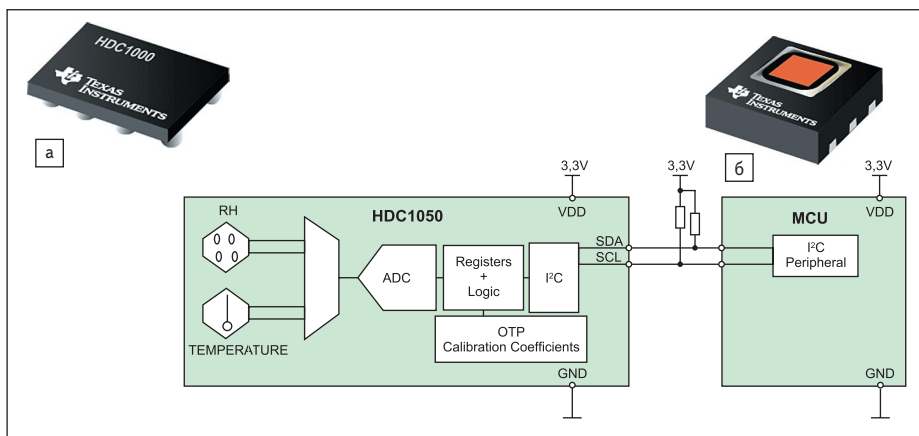 HDC1000
TEXAS
INSTRUMENTS
а
TEXAS
INSTRUMENTS
б
3,3V
3,3V
3,3V
RH
HDC1050
VDD
MCU
VDD
SDA
SCL
ADC
Registers
+
Logic
I²C
I²C
Peripheral
TEMPERATURE
OTP
Calibration Coefficients
GND
GND